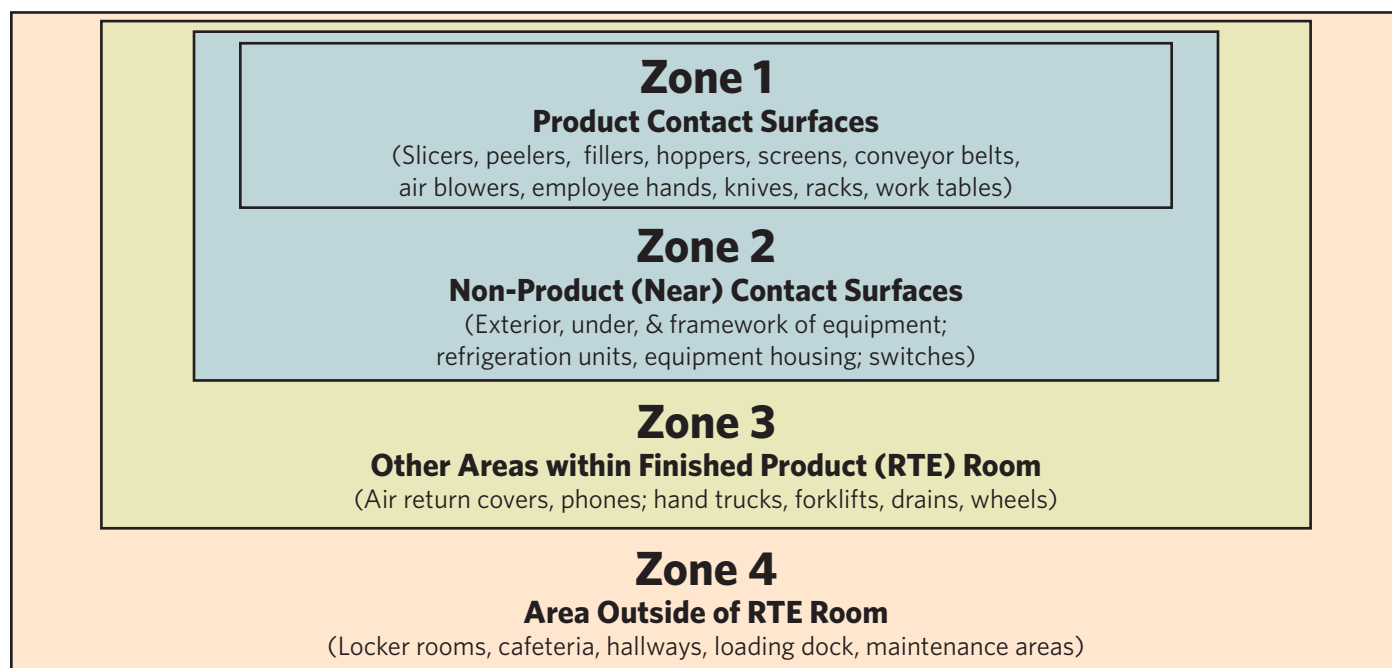 Zone 1
Product Contact Surfaces
(Slicers, peelers, fillers, hoppers, screens, conveyor belts,
air blowers, employee hands, knives, racks, work tables)
Zone 2
Non-Product (Near) Contact Surfaces
(Exterior, under, & framework of equipment;
refrigeration units, equipment housing; switches)
Zone 3
Other Areas within Finished Product (RTE) Room
(Air return covers, phones; hand trucks, forklifts, drains, wheels)
Zone 4
Area Outside of RTE Room
(Locker rooms, cafeteria, hallways, loading dock, maintenance areas)